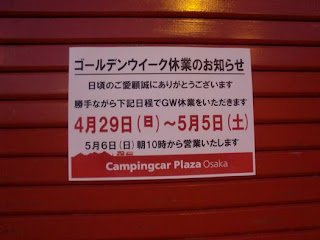 ゴールデンウイーク休業のお知らせ
日頃のご愛顧誠にありがとうございます
勝手ながら下記日程でGW休業をいただきます
4月29日(日)～5月5日(土)
5月6日(日)朝10時から営業いたします
Campingcar Plaza Osaka